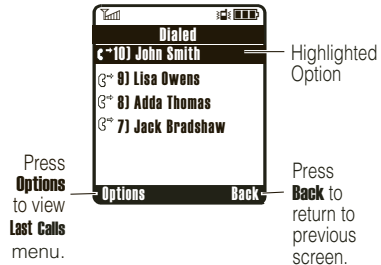 Dialed
10) John Smith
9) Lisa Owens
8) Adda Thomas
7) Jack Bradshaw
Options
Back
Highlighted
Option
Press
Options
to view
Last Calls
menu.
Press
Back to
return to
previous
screen.